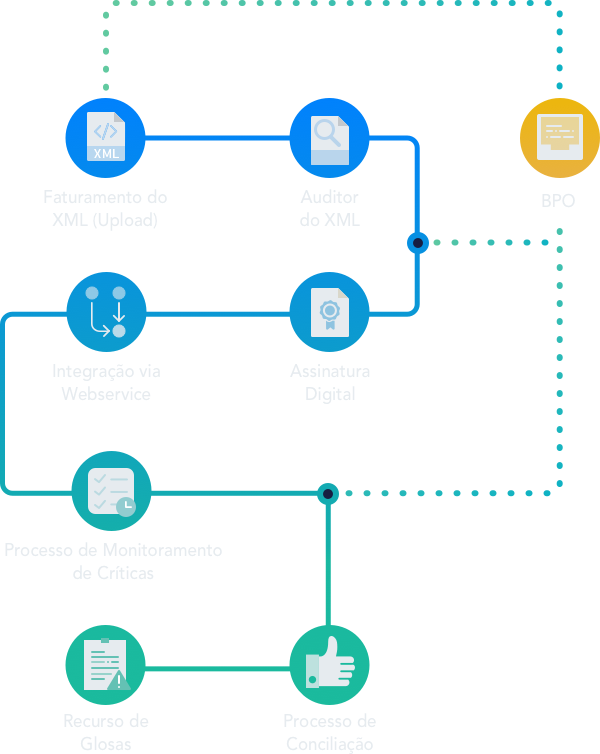 XML
Faturamento do
XML (Upload)
Auditor
do XML
BPO
Integração via
Webservice
Assinatura
Digital
Processo de Monitoramento
de Críticas
Recurso de
Glosas
Processo de
Conciliação